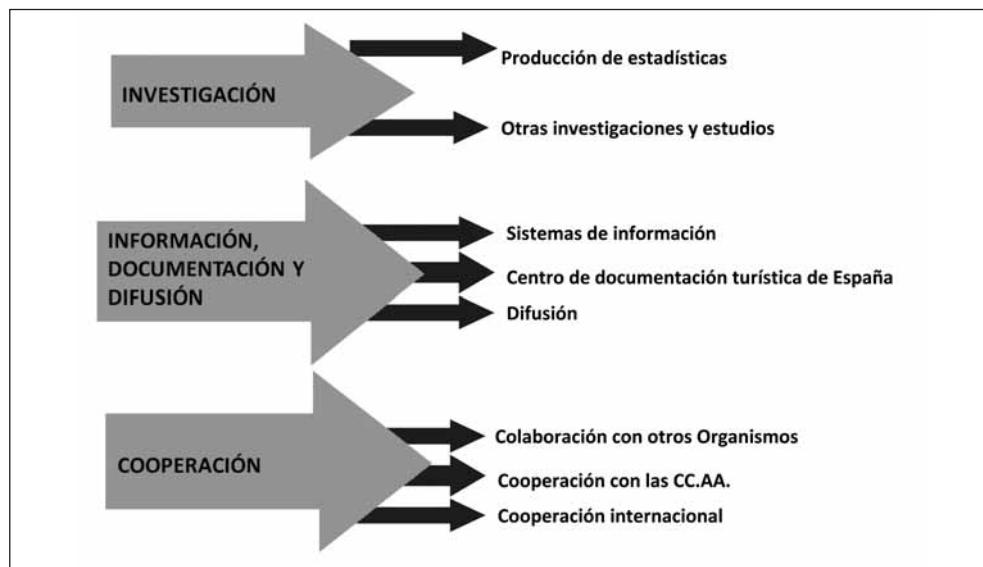 INVESTIGACIÓN
Producción de estadísticas
Otras investigaciones y estudios
INFORMACIÓN,
DOCUMENTACIÓN Y
DIFUSIÓN
Sistemas de información
Centro de documentación turística de España
Difusión
COOPERACIÓN
Colaboración con otros Organismos
Cooperación con las CC.AA.
Cooperación internacional